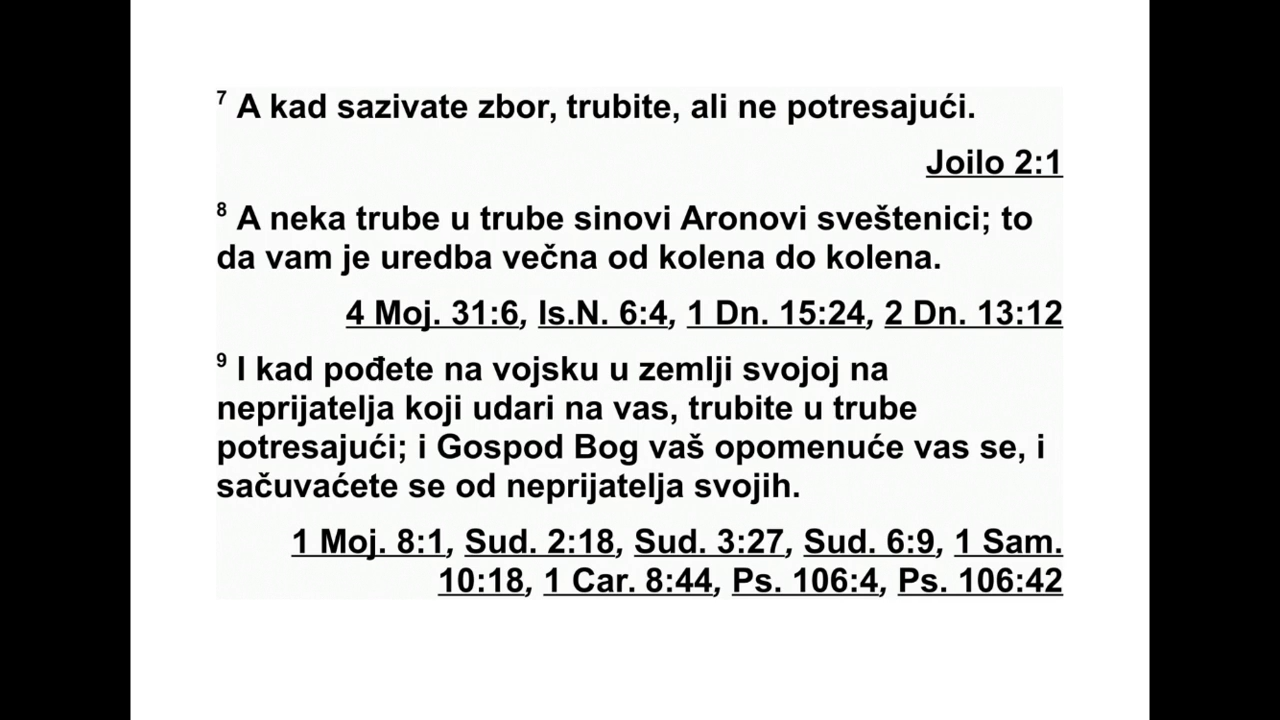 7 A kad sazivate zbor, trubite, ali ne potresajući.
Joilo 2:1
8 A neka trube u trube sinovi Aronovi sveštenici; to
da vam je uredba večna od kolena do kolena.
4 Moj. 31:6, Is.N. 6:4, 1 Dn. 15:24, 2 Dn. 13:12
9 I kad pođete na vojsku u zemlji svojoj na
neprijatelja koji udari na vas, trubite u trube
potresajući; i Gospod Bog vaš opomenuće vas se, i
sačuvaćete se od neprijatelja svojih.
1 Moj. 8:1, Sud. 2:18, Sud. 3:27, Sud. 6:9, 1 Sam.
10:18, 1 Car. 8:44, Ps. 106:4, Ps. 106:42